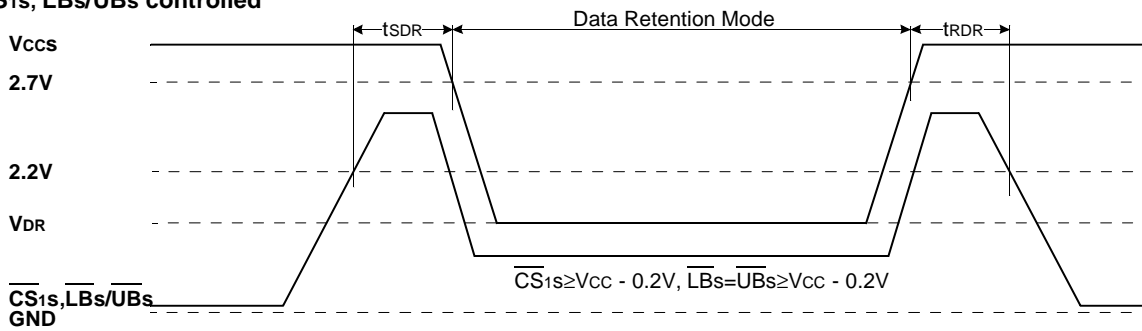 S1s, LBs/UBs controlled
tSDR
Data Retention Mode
tRDR
VCCs
2.7V
2.2V
VDR
CS1s≥VCC - 0.2V, LBs=UBs≥VCC - 0.2V
CS1s,LBs/UBs
GND